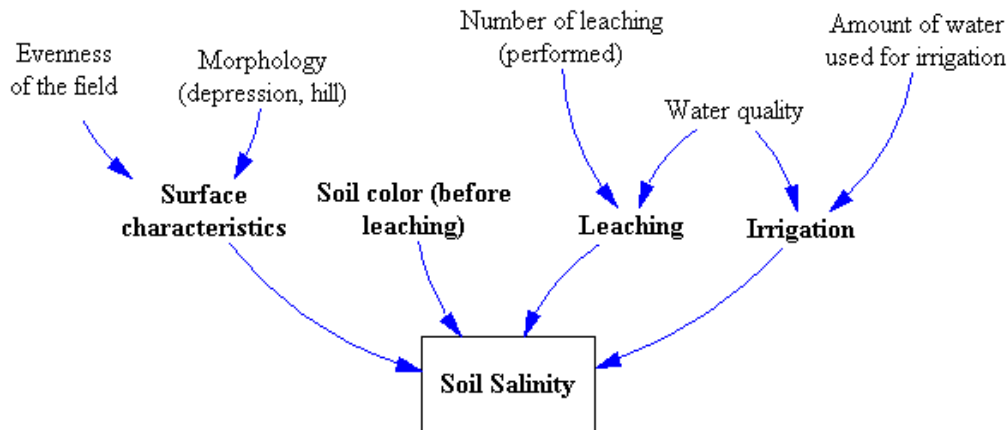 Evenness
of the field
Morphology
(depression, hill)
Number of leaching
(performed)
Amount of water
used for irrigation
Water quality
Surface
characteristics
Soil color (before
leaching)
Leaching
Irrigation
Soil Salinity